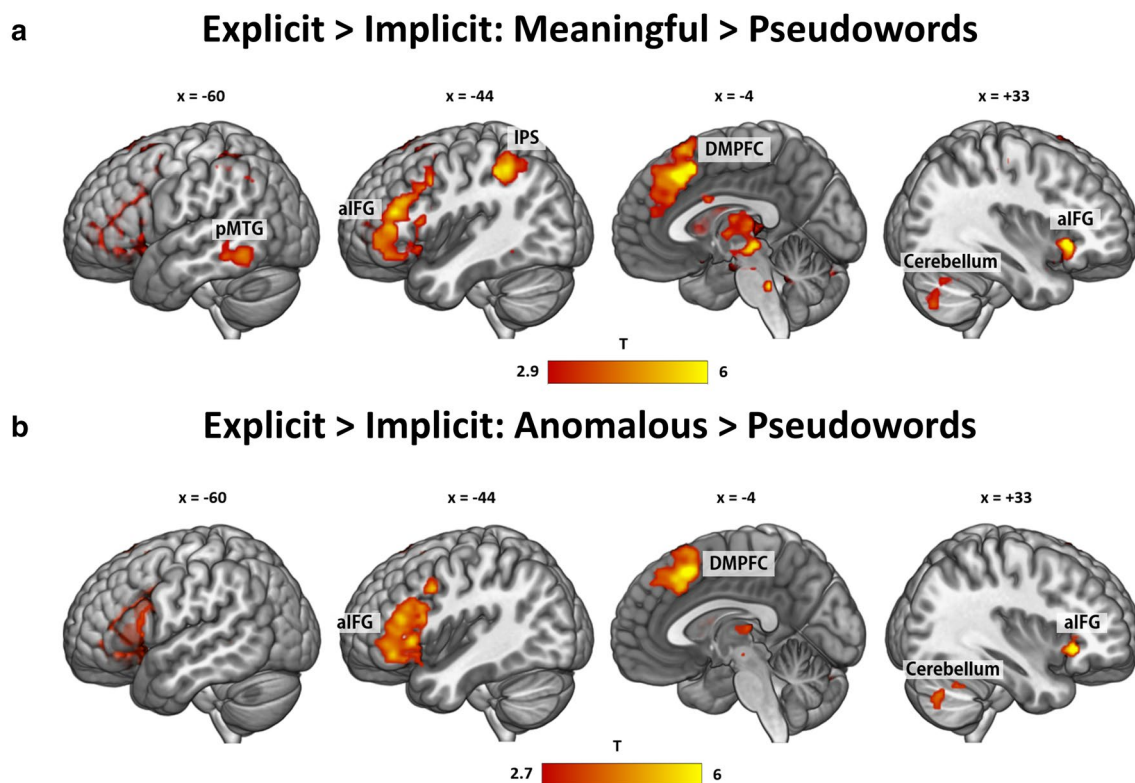 a
Explicit > Implicit: Meaningful > Pseudowords
x = -60
x = -44
x = -4
x = +33
IPS
DMPFC
aIFG
pMTG
aIFG
Cerebellum
T
2.9
6
b
Explicit > Implicit: Anomalous > Pseudowords
x = -60
x = -44
x = -4
x = +33
DMPFC
aIFG
aIFG
Cerebellum
T
2.7
6